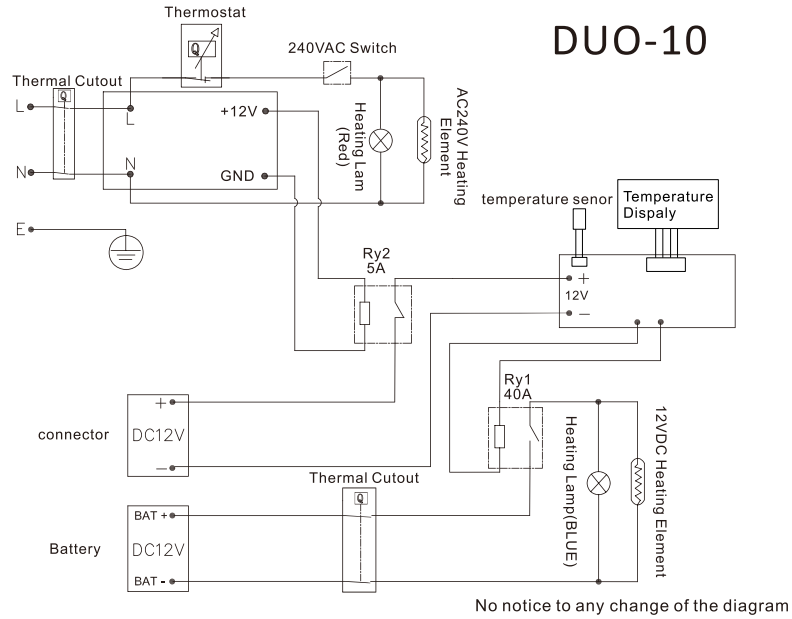 DUO-10
Thermostat
Q
240VAC Switch
Thermal Cutout
Q
L
L
+12V
Heating Lam
(Red)
AC240V Heating
Element
N
N
GND
E
temperature senor
Temperature
Dispaly
Ry2
5A
+
12V
−
Ry1
40A
connector
+
DC12V
−
Thermal Cutout
Q
Heating Lamp(BLUE)
12VDC Heating Element
Battery
BAT +
DC12V
BAT -
No notice to any change of the diagram